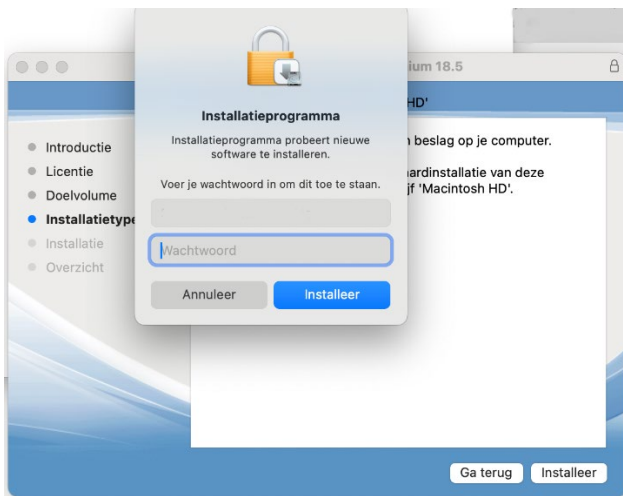 ium 18.5
HD'
Installatieprogramma
Installatieprogramma probeert nieuwe
software te installeren.
Voer je wachtwoord in om dit toe te staan.
Wachtwoord
Annuleer
Installeer
Introductie
Licentie
Doelvolume
Installatietype
Installatie
Overzicht
beslag op je computer.
ardinstallatie van deze
jf 'Macintosh HD'.
Ga terug
Installeer